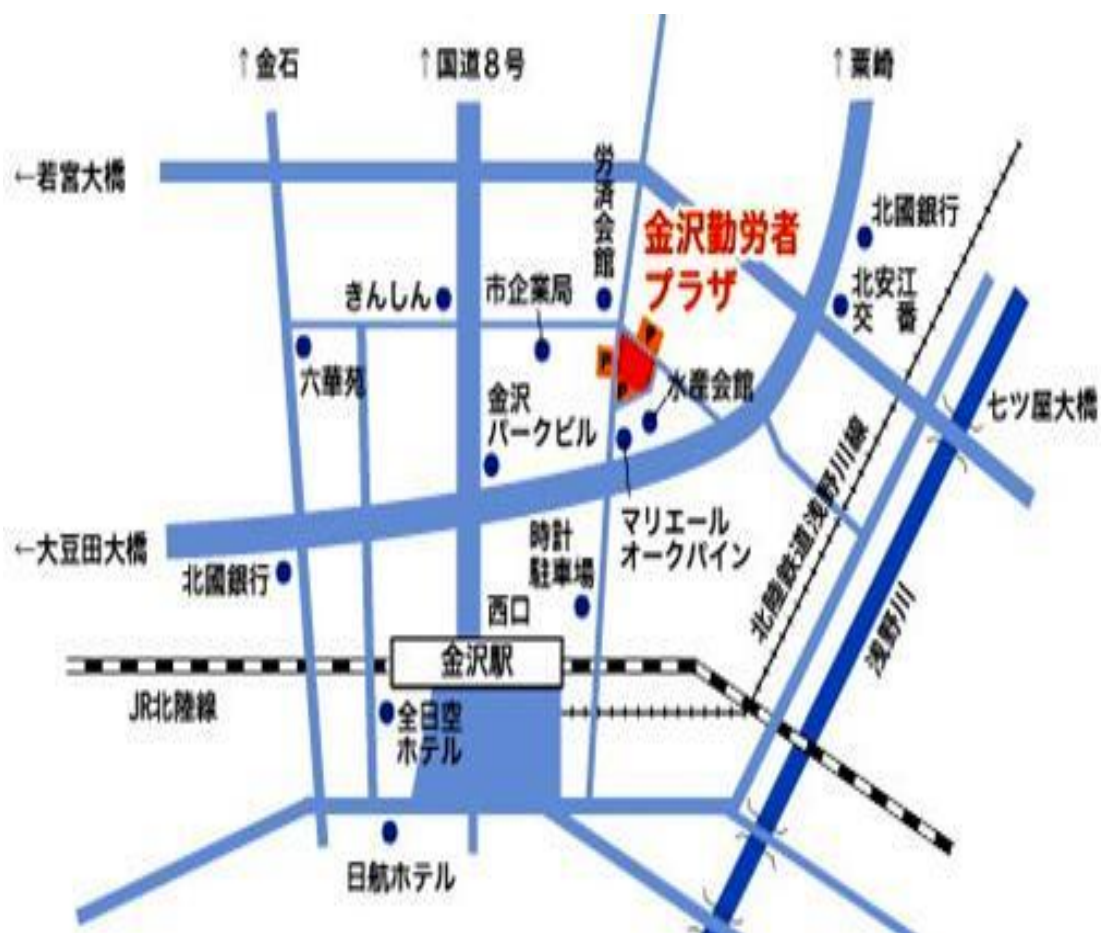 ↑金石
↑国道8号
↑粟崎
←若宮大橋
労済会館
金沢勤労者
プラザ
北國銀行
北安江
交番
きんしん
市企業局
六華苑
P
P
P
水産会館
金沢
パークビル
七ツ屋大橋
マリエール
オークパイン
北陸鉄道浅野川線
←大豆田大橋
北國銀行
時計
駐車場
西口
浅野川
金沢駅
JR北陸線
全日空
ホテル
日航ホテル